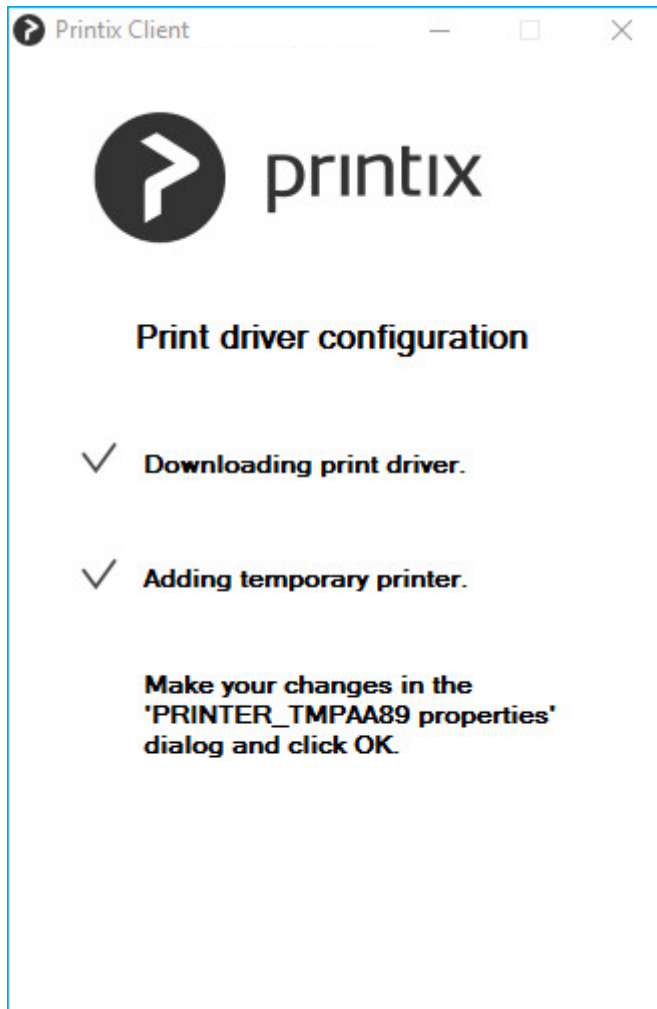 Printix Client
printix
Print driver configuration
Downloading print driver.
Adding temporary printer.
Make your changes in the
'PRINTER_TMPAA89 properties'
dialog and click OK.